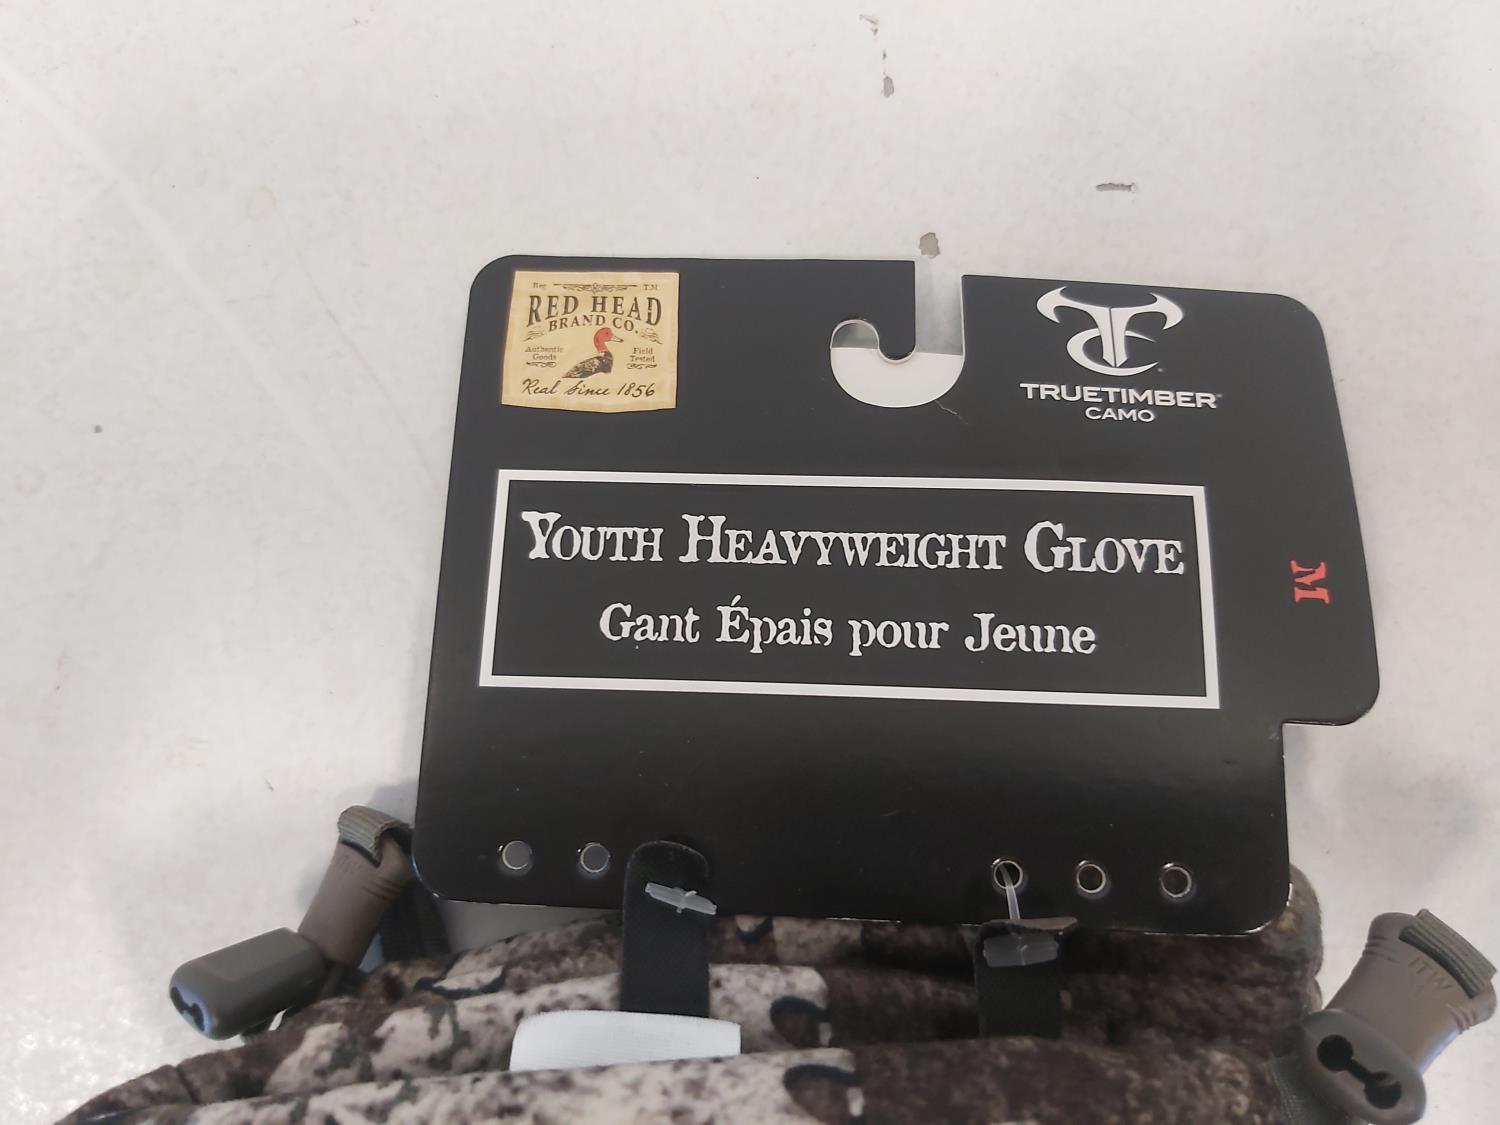 Reg T.M
RED HEAD
BRAND CO.
Authentic Goods
Field Tested
Real Since 1856
TRUETIMBER
CAMO
YOUTH HEAVYWEIGHT GLOVE
Gant Épais pour Jeune
M
ITW